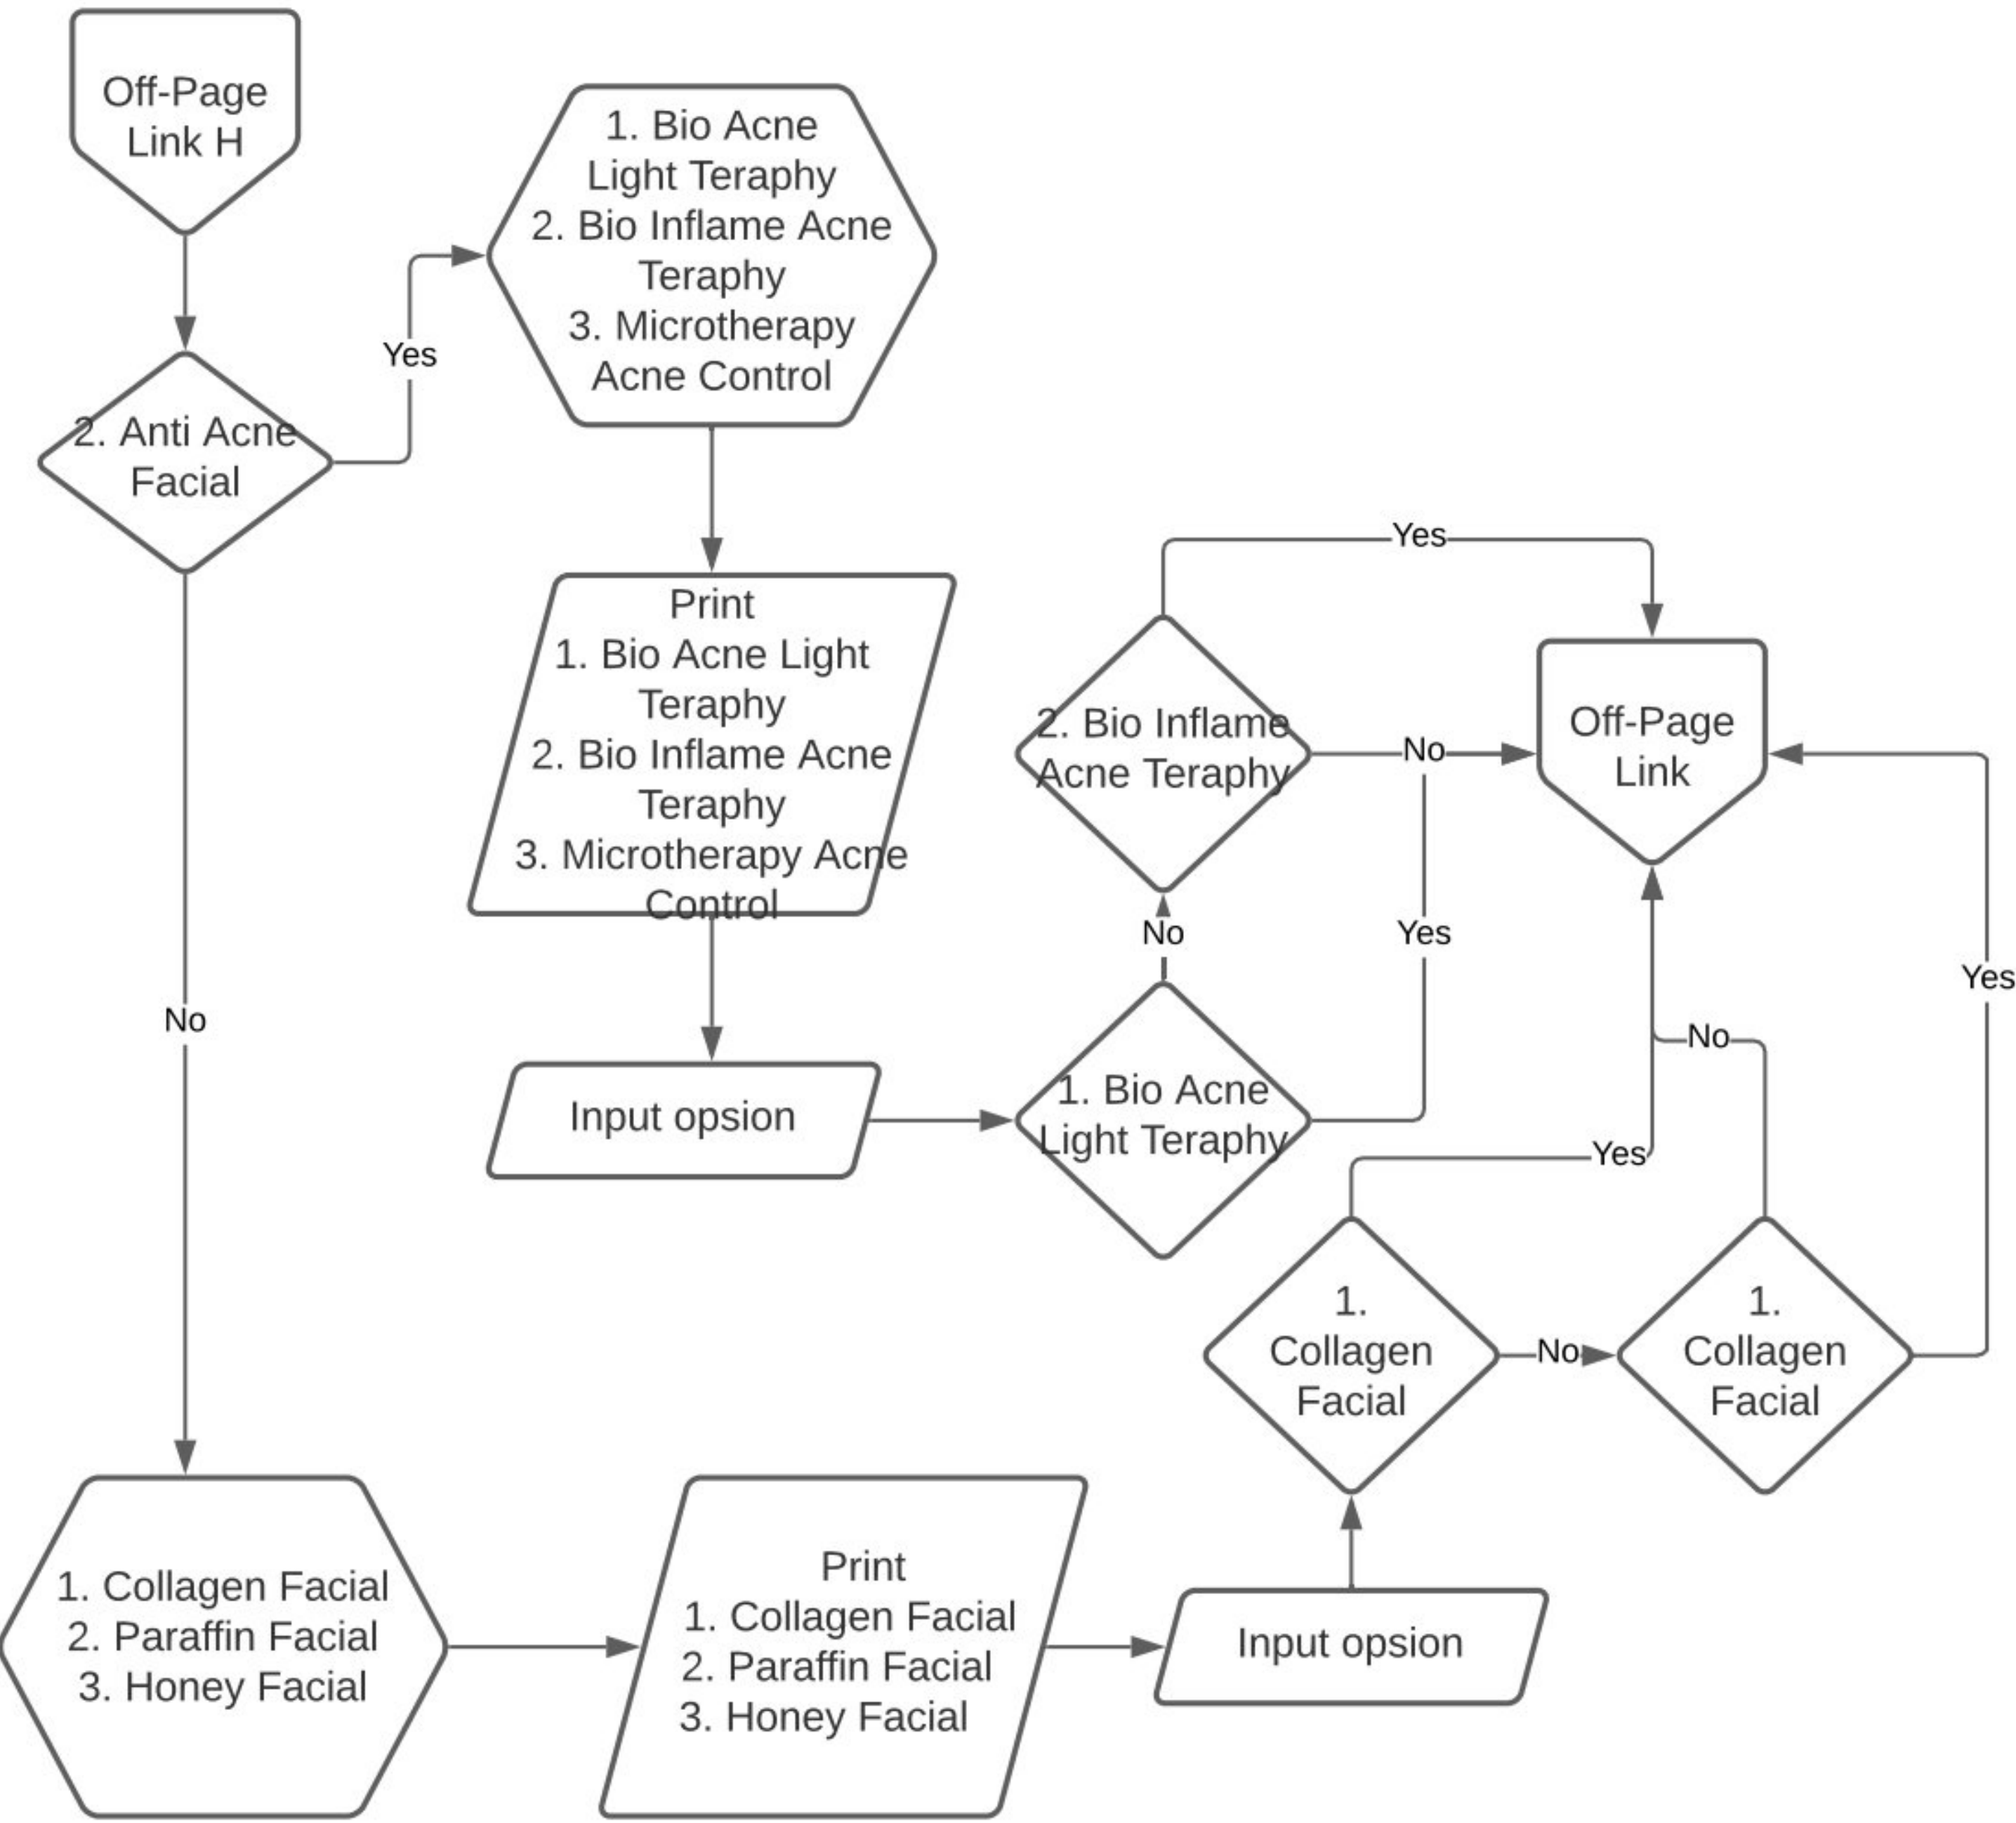 Off-Page
Link H
1. Bio Acne
Light Teraphy
2. Bio Inflame Acne
Teraphy
3. Microtherapy
Acne Control
Yes
2. Anti Acne
Facial
Print
1. Bio Acne Light
Teraphy
2. Bio Inflame Acne
Teraphy
3. Microtherapy Acne
Control
Yes
2. Bio Inflame
Acne Teraphy
No
Off-Page
Link
No
Yes
Yes
No
No
Input opsion
1. Bio Acne
Light Teraphy
Yes
1.
Collagen
Facial
No
1.
Collagen
Facial
1. Collagen Facial
2. Paraffin Facial
3. Honey Facial
Print
1. Collagen Facial
2. Paraffin Facial
3. Honey Facial
Input opsion